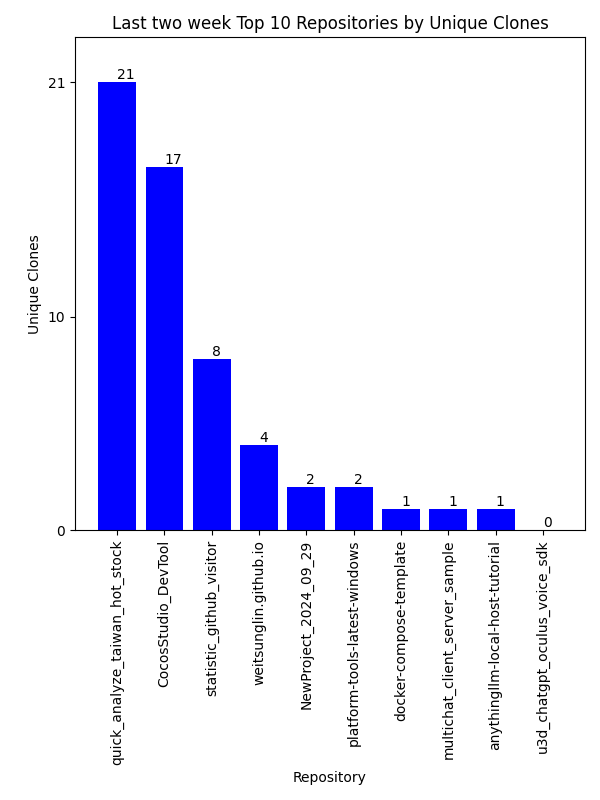 Last two week Top 10 Repositories by Unique Clones
21
17
8
4
2
2
1
1
1
0
21
10
0
Unique Clones
quick_analyze_taiwan_hot_stock
CocosStudio_DevTool
statistic_github_visitor
weitsunglin.github.io
NewProject_2024_09_29
platform-tools-latest-windows
docker-compose-template
multichat_client_server_sample
anythingllm-local-host-tutorial
u3d_chatgpt_oculus_voice_sdk
Repository